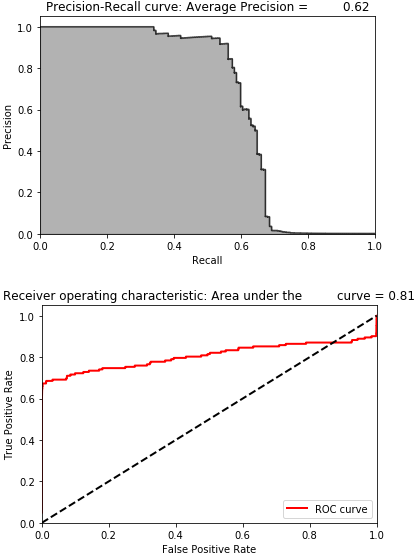 Precision-Recall curve: Average Precision = 0.62
Precision
1.0
0.8
0.6
0.4
0.2
0.0
0.0 0.2 0.4 0.6 0.8 1.0
Recall
Receiver operating characteristic: Area under the curve = 0.81
True Positive Rate
1.0
0.8
0.6
0.4
0.2
0.0
ROC curve
0.0 0.2 0.4 0.6 0.8 1.0
False Positive Rate